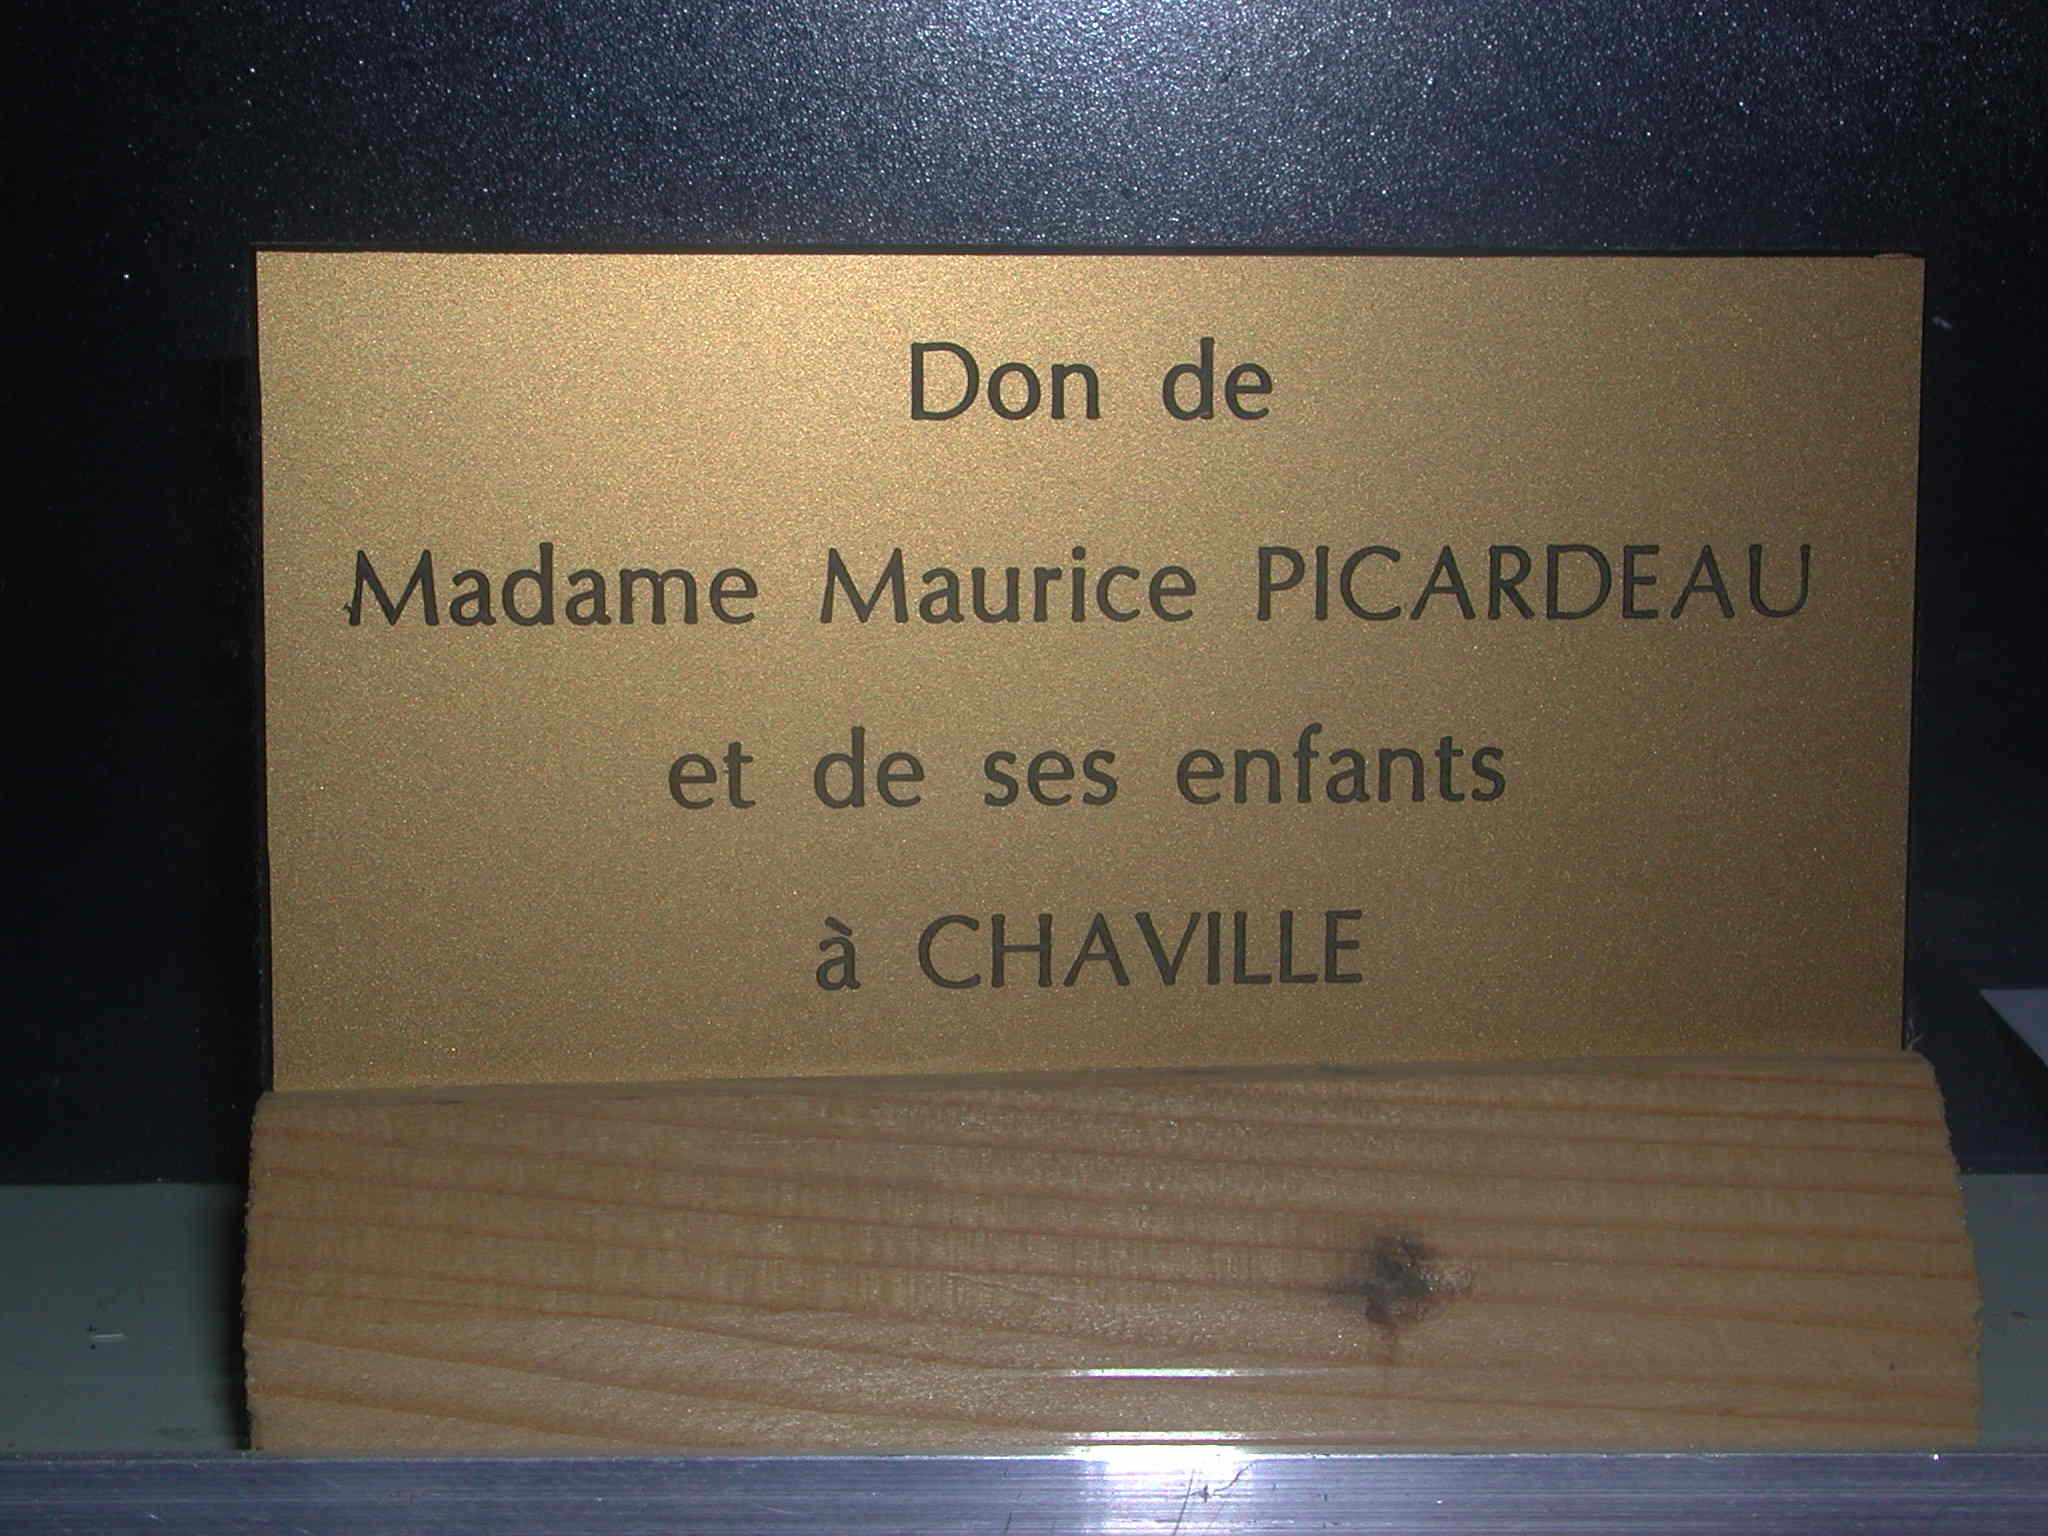 Don de
Madame Maurice PICARDEAU
et de ses enfants
à CHAVILLE